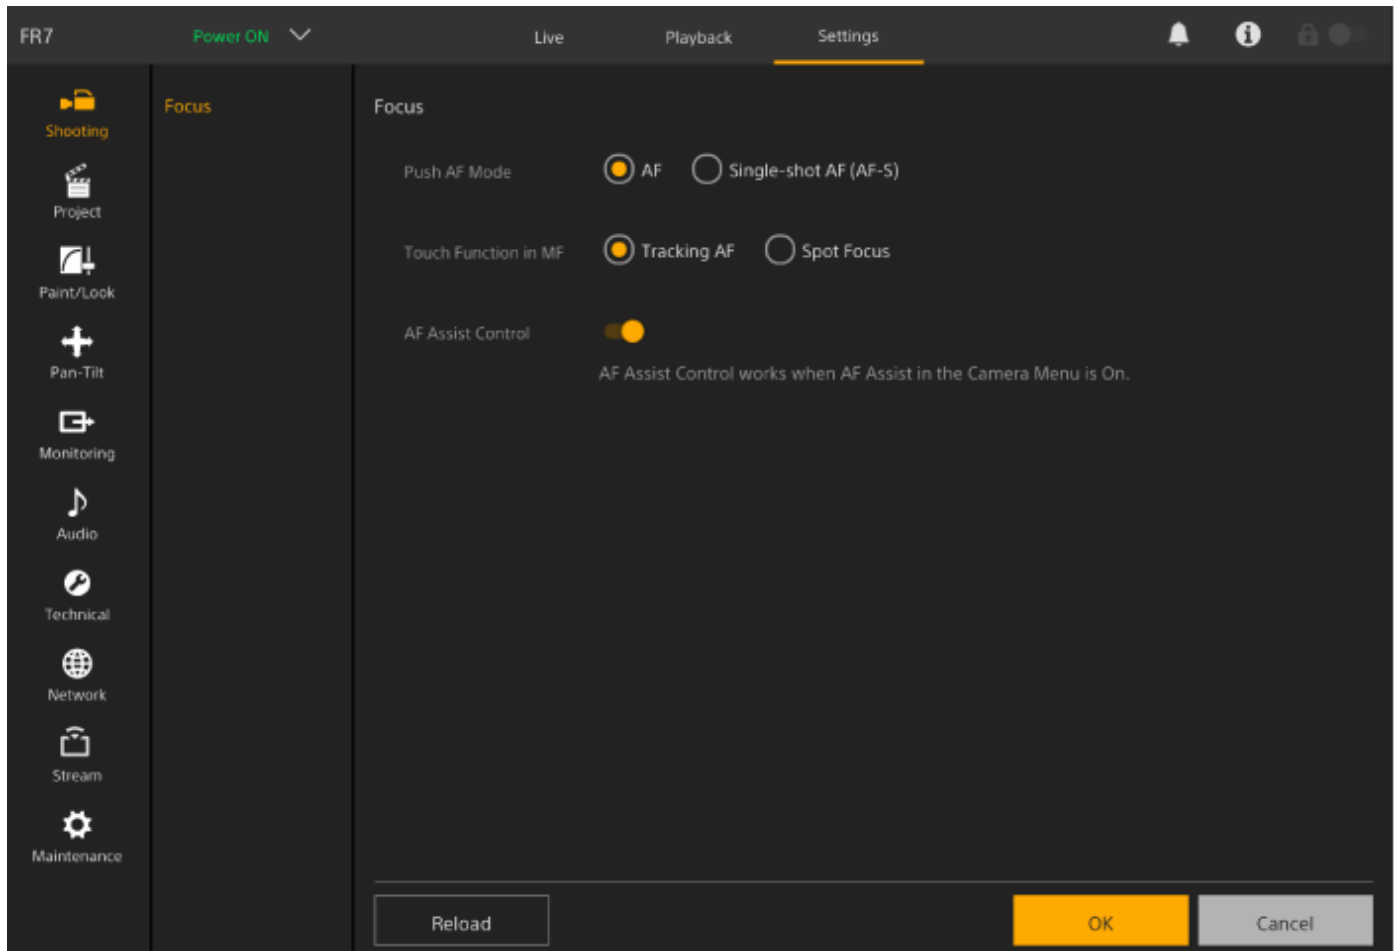 FR7 Power ON Live Playback Settings
Shooting
Project
Paint/Look
Pan-Tilt
Monitoring
Audio
Technical
Network
Stream
Maintenance
Focus
Focus
Push AF Mode AF Single-shot AF (AF-S)
Touch Function in MF Tracking AF Spot Focus
AF Assist Control
AF Assist Control works when AF Assist in the Camera Menu is On.
Reload OK Cancel